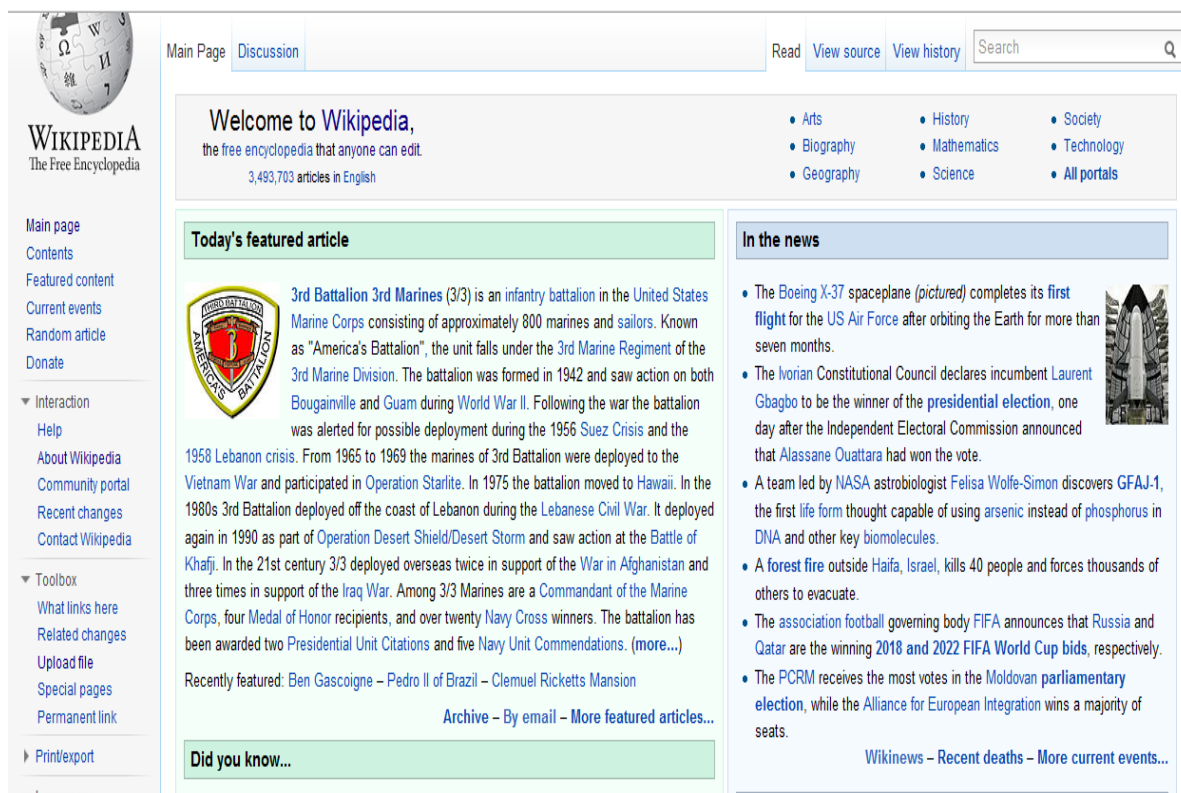 WIKIPEDIA
The Free Encyclopedia
Main page
Contents
Featured content
Current events
Random article
Donate
Interaction
Help
About Wikipedia
Community portal
Recent changes
Contact Wikipedia
Toolbox
What links here
Related changes
Upload file
Special pages
Permanent link
Print/export
Main Page Discussion
Read View source View history Search
Welcome to Wikipedia,
the free encyclopedia that anyone can edit.
3,493,703 articles in English
• Arts
• Biography
• Geography
• History
• Mathematics
• Science
• Society
• Technology
• All portals
Today's featured article
THIRD BATTALION
3
AMERICA'S BATTALION
3rd Battalion 3rd Marines (3/3) is an infantry battalion in the United States
Marine Corps consisting of approximately 800 marines and sailors. Known
as "America's Battalion", the unit falls under the 3rd Marine Regiment of the
3rd Marine Division. The battalion was formed in 1942 and saw action on both
Bougainville and Guam during World War II. Following the war the battalion
was alerted for possible deployment during the 1956 Suez Crisis and the
1958 Lebanon crisis. From 1965 to 1969 the marines of 3rd Battalion were deployed to the
Vietnam War and participated in Operation Starlite. In 1975 the battalion moved to Hawaii. In the
1980s 3rd Battalion deployed off the coast of Lebanon during the Lebanese Civil War. It deployed
again in 1990 as part of Operation Desert Shield/Desert Storm and saw action at the Battle of
Khafji. In the 21st century 3/3 deployed overseas twice in support of the War in Afghanistan and
three times in support of the Iraq War. Among 3/3 Marines are a Commandant of the Marine
Corps, four Medal of Honor recipients, and over twenty Navy Cross winners. The battalion has
been awarded two Presidential Unit Citations and five Navy Unit Commendations. (more...)
Recently featured: Ben Gascoigne – Pedro II of Brazil – Clemuel Ricketts Mansion
Archive – By email – More featured articles...
Did you know...
In the news
• The Boeing X-37 spaceplane (pictured) completes its first
flight for the US Air Force after orbiting the Earth for more than
seven months.
• The Ivorian Constitutional Council declares incumbent Laurent
Gbagbo to be the winner of the presidential election, one
day after the Independent Electoral Commission announced
that Alassane Ouattara had won the vote.
• A team led by NASA astrobiologist Felisa Wolfe-Simon discovers GFAJ-1,
the first life form thought capable of using arsenic instead of phosphorus in
DNA and other key biomolecules.
• A forest fire outside Haifa, Israel, kills 40 people and forces thousands of
others to evacuate.
• The association football governing body FIFA announces that Russia and
Qatar are the winning 2018 and 2022 FIFA World Cup bids, respectively.
• The PCRM receives the most votes in the Moldovan parliamentary
election, while the Alliance for European Integration wins a majority of
seats.
Wikinews – Recent deaths – More current events...